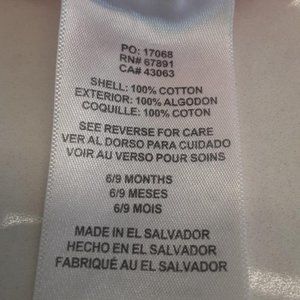 PO: 17068
RN# 67891
CA# 43063
SHELL: 100% COTTON
EXTERIOR: 100% ALGODON
COQUILLE: 100% COTON
SEE REVERSE FOR CARE
VER AL DORSO PARA CUIDADO
VOIR AU VERSO POUR SOINS
6/9 MONTHS
6/9 MESES
6/9 MOIS
MADE IN EL SALVADOR
HECHO EN EL SALVADOR
FABRIQUÉ AU EL SALVADOR